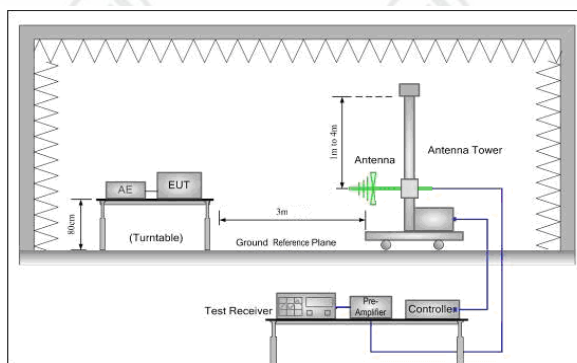 1m to 4m
Antenna
Antenna Tower
AE
EUT
80cm
(Turntable)
3m
Ground Reference Plane
Test Receiver
Pre-
Amplifier
Controller